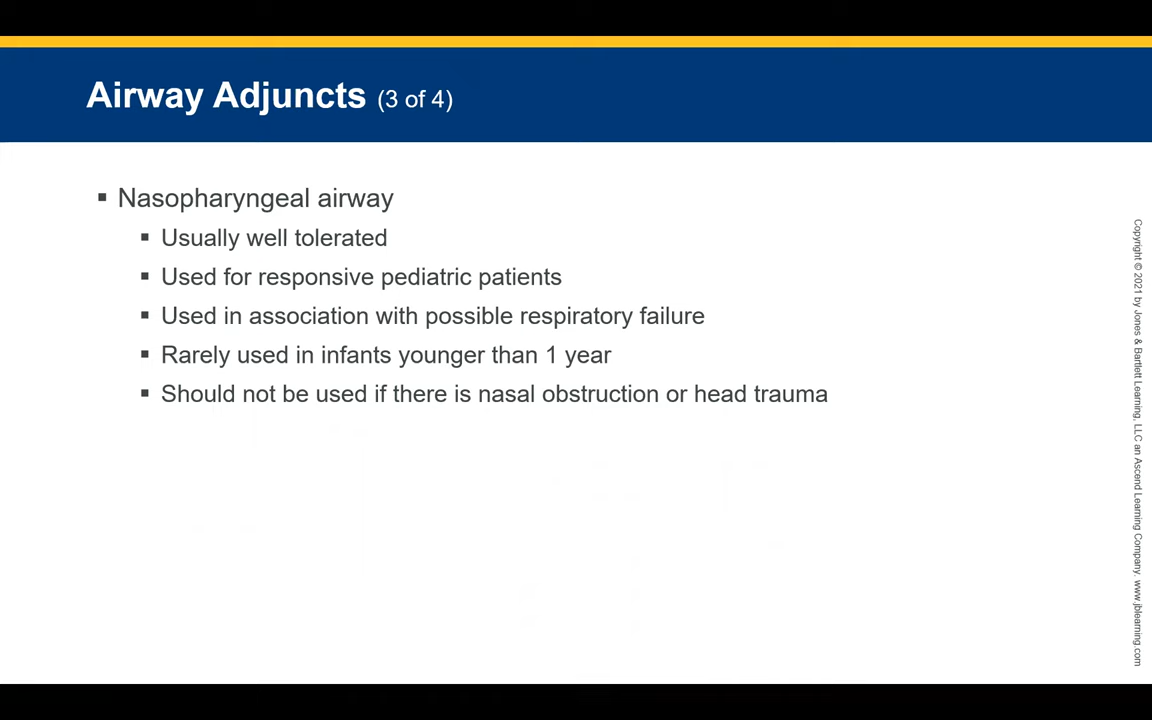 Airway Adjuncts (3 of 4)
▪ Nasopharyngeal airway
▪ Usually well tolerated
▪ Used for responsive pediatric patients
▪ Used in association with possible respiratory failure
▪ Rarely used in infants younger than 1 year
▪ Should not be used if there is nasal obstruction or head trauma
Copyright © 2021 by Jones & Bartlett Learning, LLC an Ascend Learning Company. www.jblearning.com